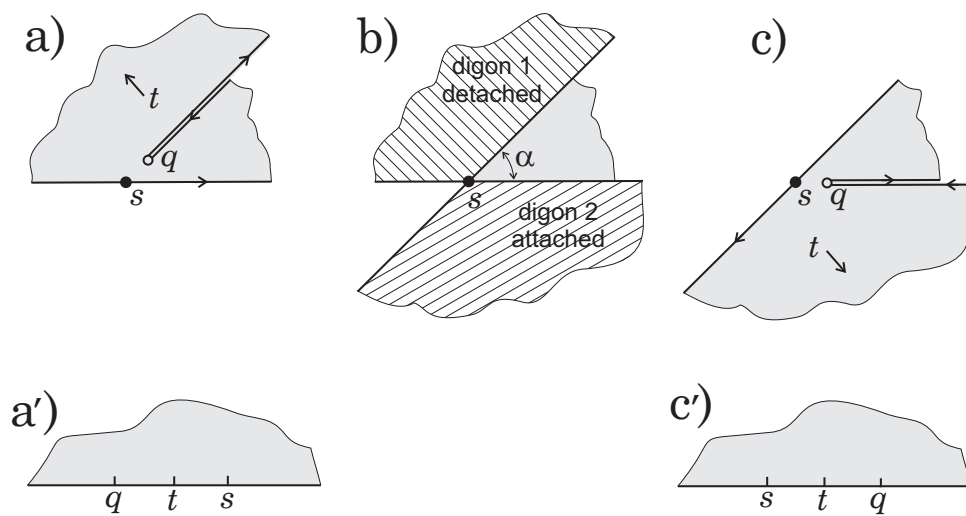 a)
t
q
s
b)
digon 1
detached
α
s
digon 2
attached
c)
s q
t
a′)
q t s
c′)
s t q